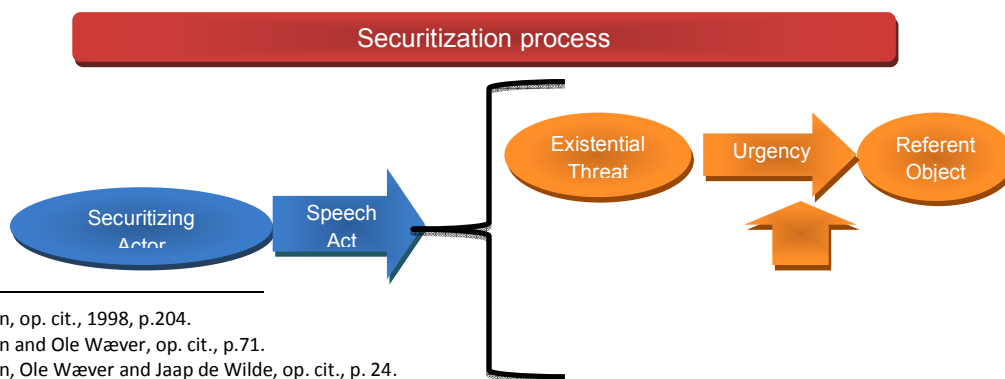 Securitization process
Existential
Threat
Urgency
Referent
Object
Securitizing
Actor
Speech
Act
n, op. cit., 1998, p.204.
n and Ole Wæver, op. cit., p.71.
n, Ole Wæver and Jaap de Wilde, op. cit., p. 24.